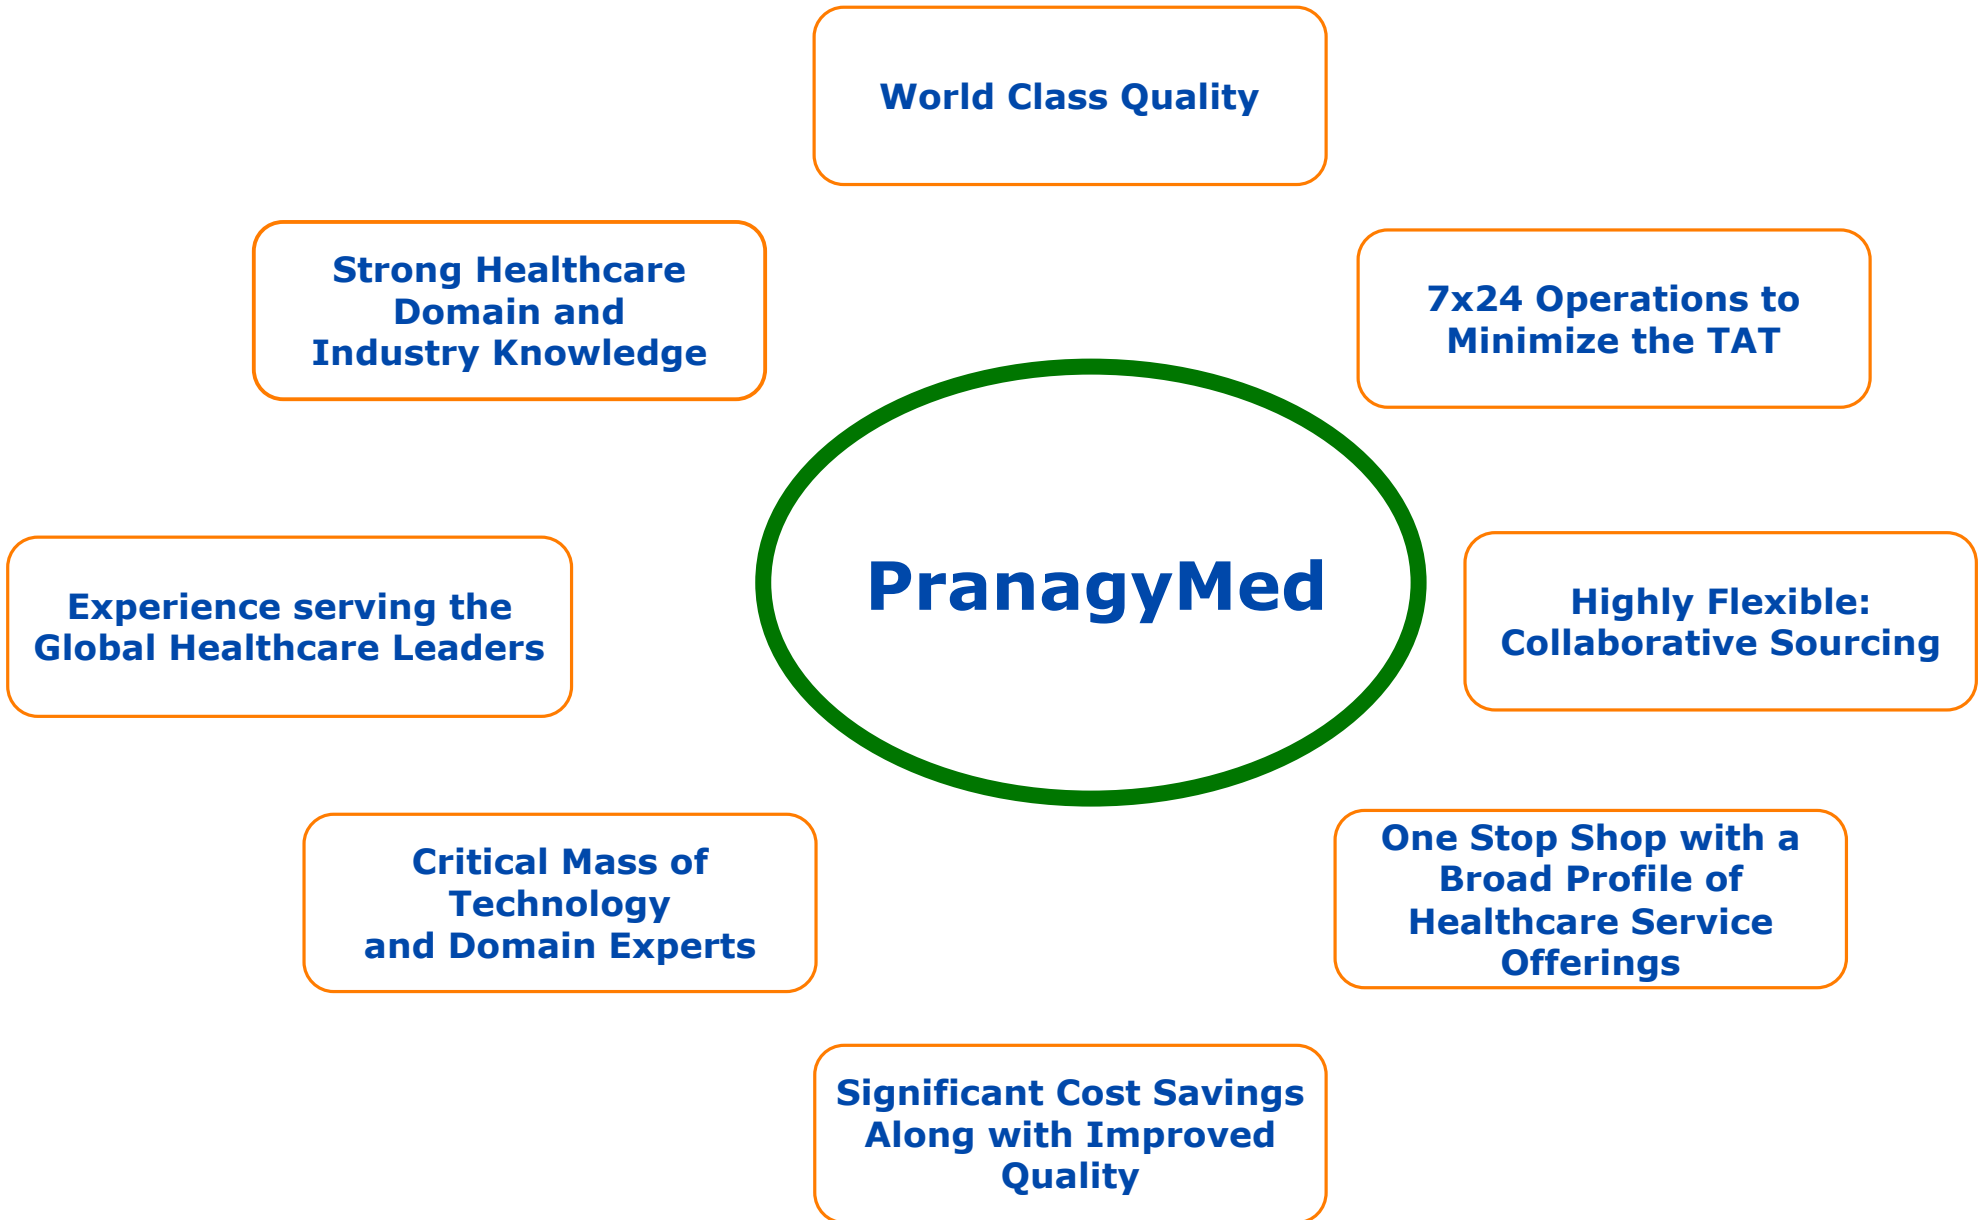 World Class Quality
Strong Healthcare
Domain and
Industry Knowledge
7x24 Operations to
Minimize the TAT
PranagyMed
Experience serving the
Global Healthcare Leaders
Highly Flexible:
Collaborative Sourcing
Critical Mass of
Technology
and Domain Experts
One Stop Shop with a
Broad Profile of
Healthcare Service
Offerings
Significant Cost Savings
Along with Improved
Quality